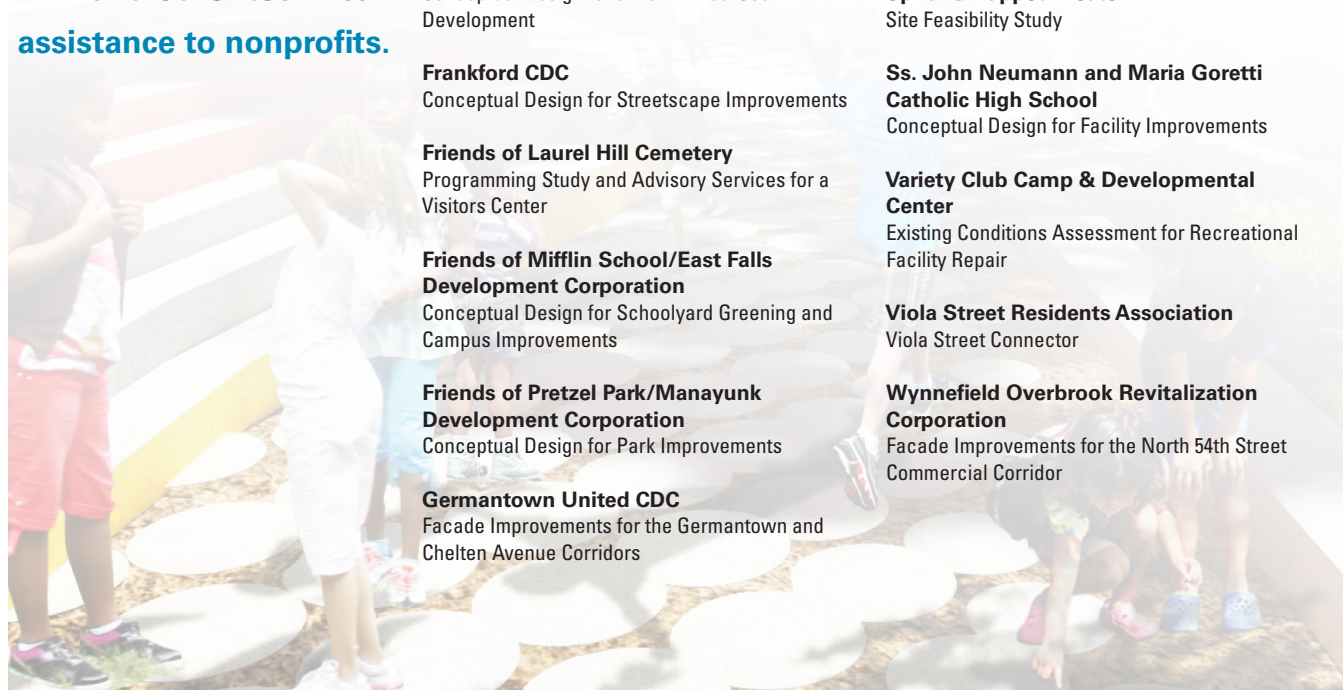 assistance to nonprofits.
Development
Frankford CDC
Conceptual Design for Streetscape Improvements
Friends of Laurel Hill Cemetery
Programming Study and Advisory Services for a
Visitors Center
Friends of Mifflin School/East Falls
Development Corporation
Conceptual Design for Schoolyard Greening and
Campus Improvements
Friends of Pretzel Park/Manayunk
Development Corporation
Conceptual Design for Park Improvements
Germantown United CDC
Facade Improvements for the Germantown and
Chelten Avenue Corridors
Site Feasibility Study
Ss. John Neumann and Maria Goretti
Catholic High School
Conceptual Design for Facility Improvements
Variety Club Camp & Developmental
Center
Existing Conditions Assessment for Recreational
Facility Repair
Viola Street Residents Association
Viola Street Connector
Wynnefield Overbrook Revitalization
Corporation
Facade Improvements for the North 54th Street
Commercial Corridor